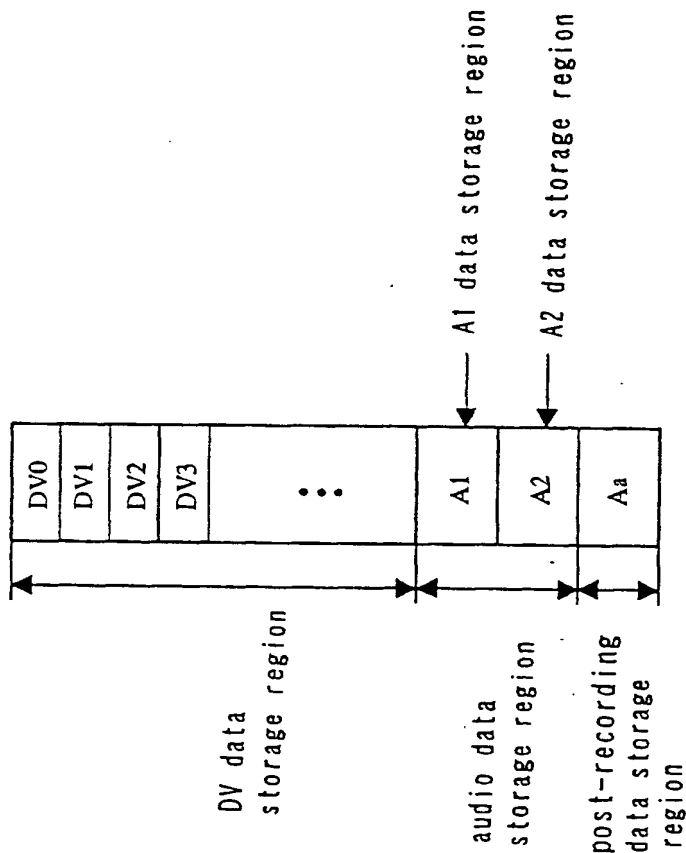 DV data
storage region
audio data
storage region
post-recording
data storage
region
DV0
DV1
DV2
DV3
A1
A2
Aa
A1 data storage region
A2 data storage region